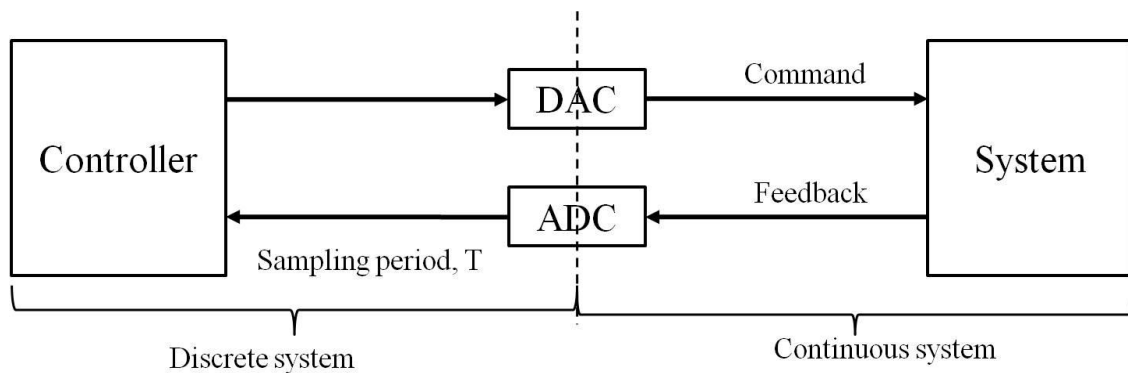 Controller
DAC
Command
System
ADC
Feedback
Sampling period, T
Discrete system
Continuous system